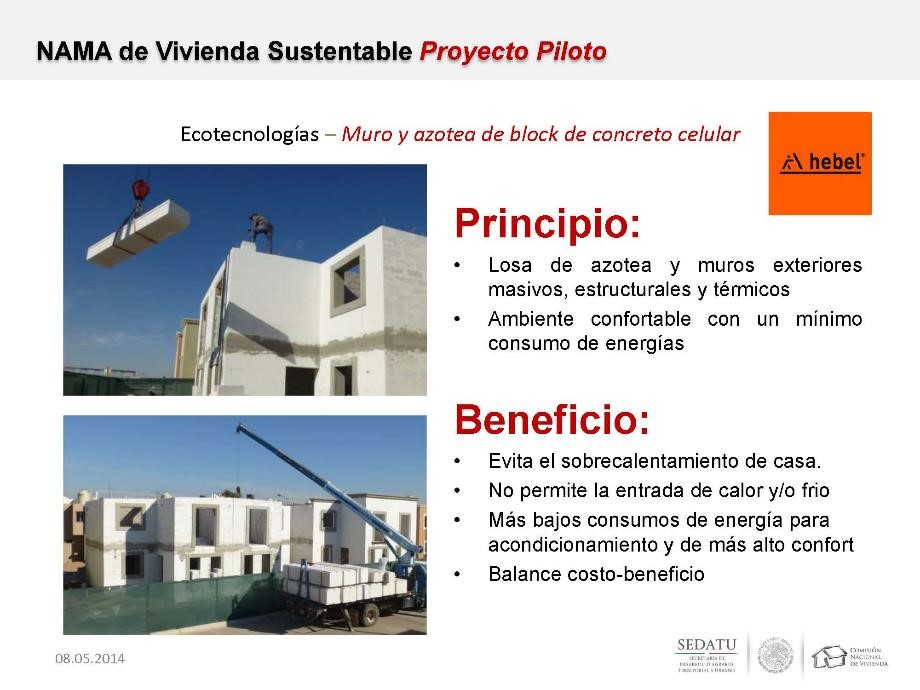 NAMA de Vivienda Sustentable Proyecto Piloto
Ecotecnologías – Muro y azotea de block de concreto celular
hebel®
Principio:
• Losa de azotea y muros exteriores
masivos, estructurales y térmicos
• Ambiente confortable con un mínimo
consumo de energías
Beneficio:
• Evita el sobrecalentamiento de casa.
• No permite la entrada de calor y/o frio
• Más bajos consumos de energía para
acondicionamiento y de más alto confort
• Balance costo-beneficio
08.05.2014
SEDATU
SECRETARÍA DE
DESARROLLO AGRARIO
TERRITORIAL Y URBANO
COMISIÓN
NACIONAL
DE VIVIENDA